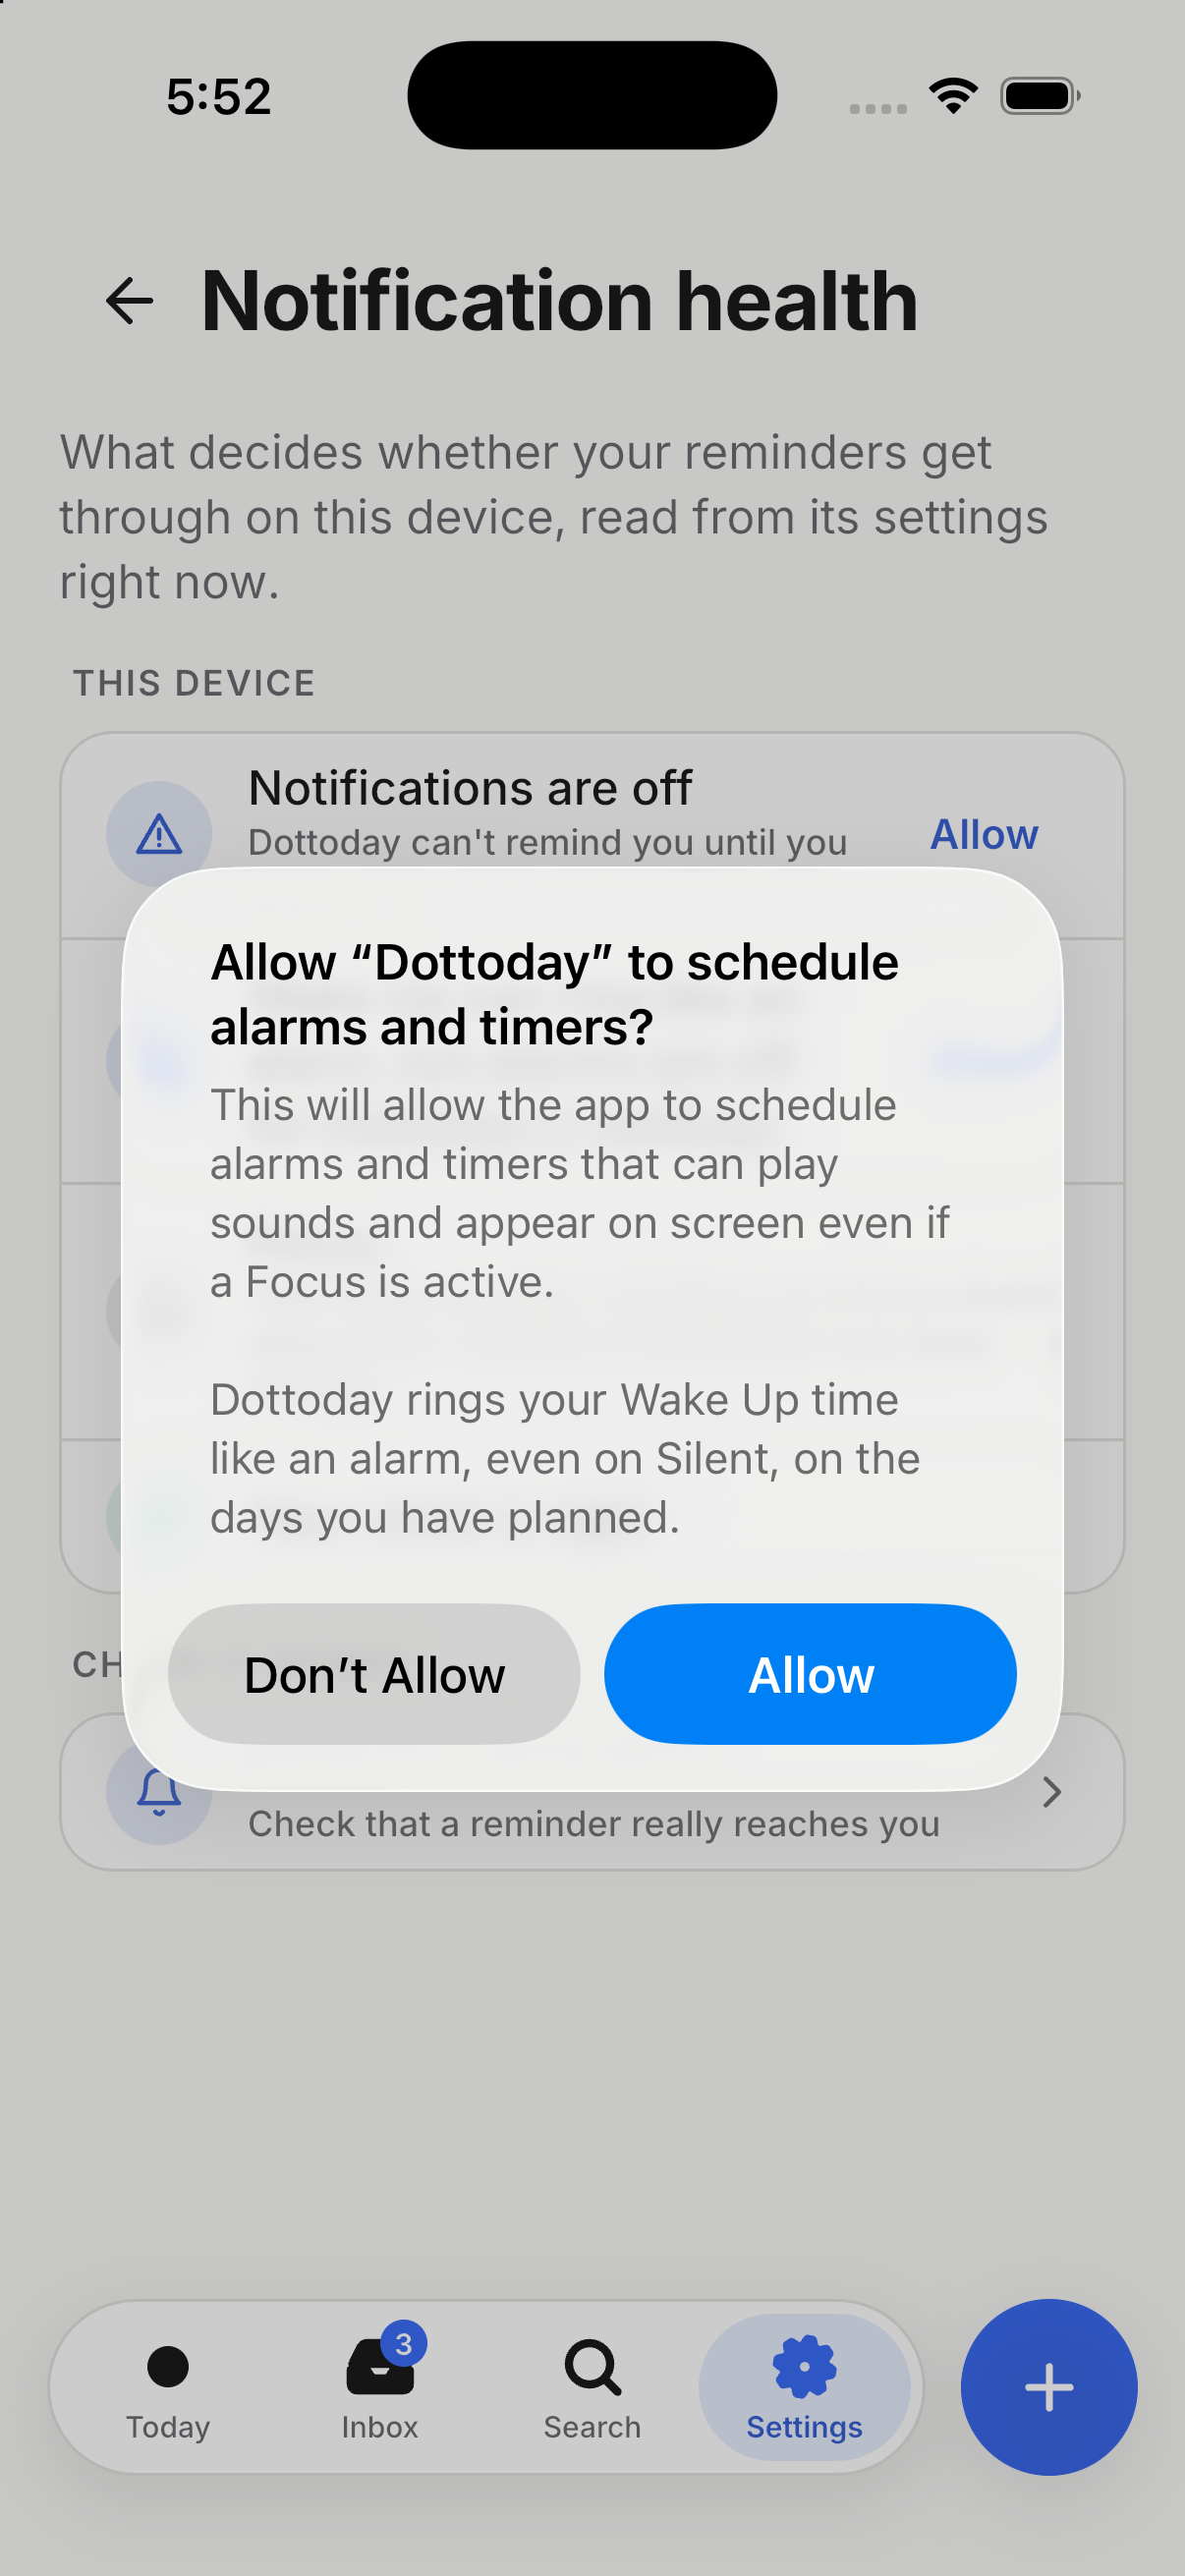 5:52
Notification health
What decides whether your reminders get
through on this device, read from its settings
right now.
THIS DEVICE
Notifications are off
Dottoday can't remind you until you
Allow
Allow “Dottoday” to schedule
alarms and timers?
This will allow the app to schedule
alarms and timers that can play
sounds and appear on screen even if
a Focus is active.
Dottoday rings your Wake Up time
like an alarm, even on Silent, on the
days you have planned.
Don’t Allow
Allow
Check that a reminder really reaches you
3
Today
Inbox
Search
Settings